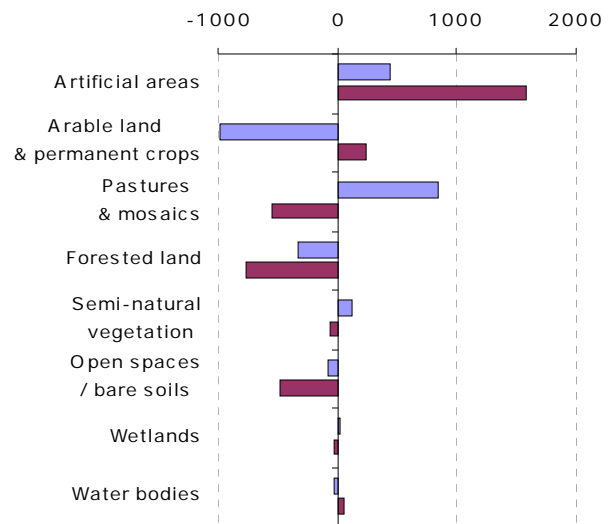 -1000 0 1000 2000
Artificial areas
Arable land
& permanent crops
Pastures
& mosaics
Forested land
Semi-natural
vegetation
Open spaces
/ bare soils
Wetlands
Water bodies